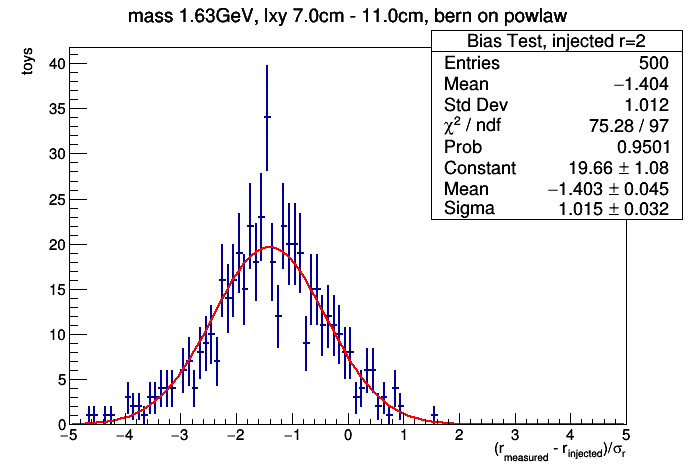 mass 1.63GeV, lxy 7.0cm - 11.0cm, bern on powlaw
Bias Test, injected r=2
Entries 500
Mean −1.404
Std Dev 1.012
χ² / ndf 75.28 / 97
Prob 0.9501
Constant 19.66 ± 1.08
Mean −1.403 ± 0.045
Sigma 1.015 ± 0.032
toys
40
35
30
25
20
15
10
5
0
−5 −4 −3 −2 −1 0 1 2 3 4 5
(r_measured - r_injected)/σ_r